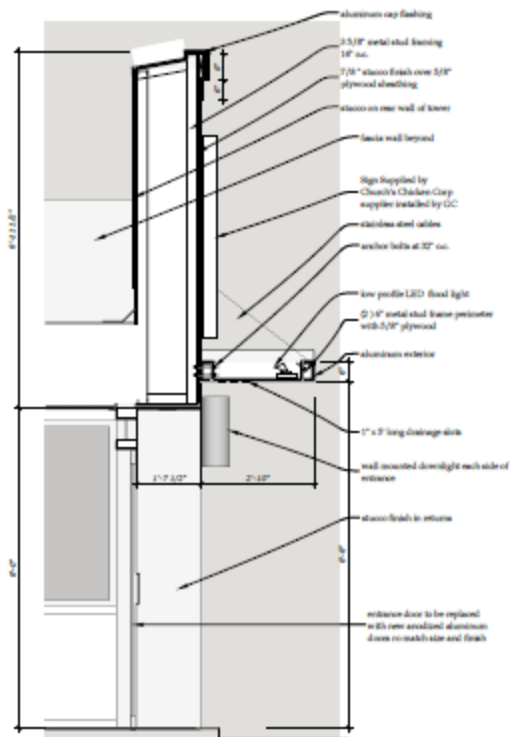 aluminum cap flashing
3 5/8" metal stud framing
16" o.c.
7/8" stucco finish over 5/8"
plywood sheathing
stucco on rear wall of tower
fascia wall beyond
Sign Supplied by
Church's Chicken Corp
supplier installed by GC
stainless steel cables
anchor bolts at 32" o.c.
low profile LED flood light
(2) 6" metal stud frame perimeter
with 5/8" plywood
aluminum exterior
1" x 3' long drainage slots
wall mounted downlight each side of
entrance
1'-7 1/2"
2'-10"
stucco finish in returns
entrance door to be replaced
with new anodized aluminum
doors to match size and finish